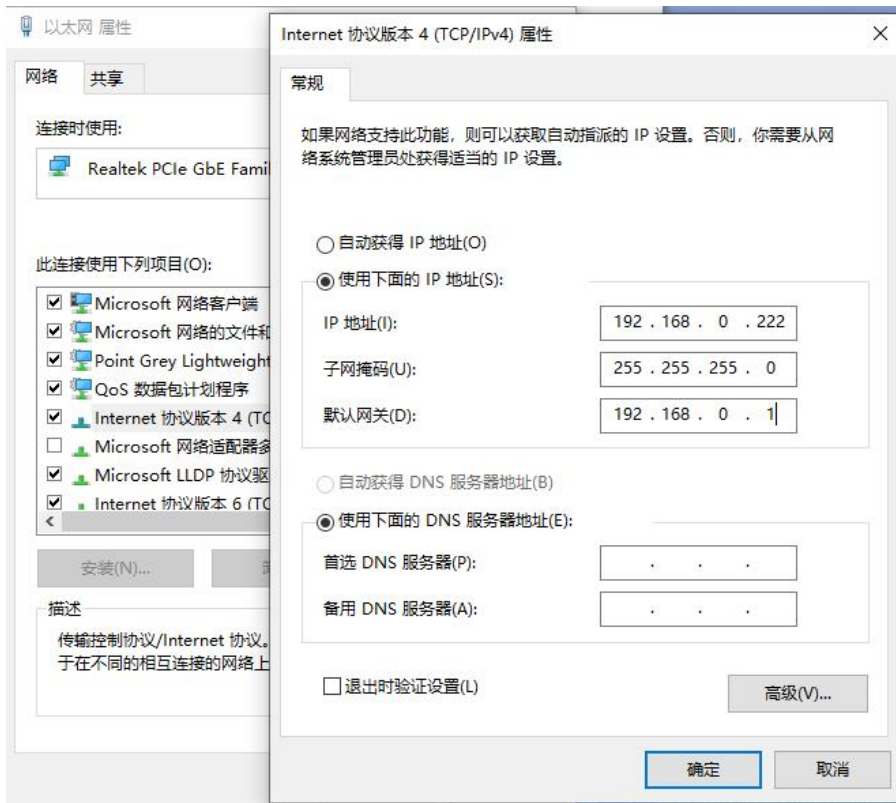 以太网 属性
网络
共享
连接时使用:
Realtek PCIe GbE Fami
此连接使用下列项目(O):
Microsoft 网络客户端
Microsoft 网络的文件和
Point Grey Lightweight
QoS 数据包计划程序
Internet 协议版本 4 (TC
Microsoft 网络适配器多
Microsoft LLDP 协议驱
Internet 协议版本 6 (TC
安装(N)...
描述
传输控制协议/Internet 协议。
于在不同的相互连接的网络上
Internet 协议版本 4 (TCP/IPv4) 属性
常规
如果网络支持此功能，则可以获取自动指派的 IP 设置。否则，你需要从网
络系统管理员处获得适当的 IP 设置。
自动获得 IP 地址(O)
使用下面的 IP 地址(S):
IP 地址(I):
192 . 168 . 0 . 222
子网掩码(U):
255 . 255 . 255 . 0
默认网关(D):
192 . 168 . 0 . 1
自动获得 DNS 服务器地址(B)
使用下面的 DNS 服务器地址(E):
首选 DNS 服务器(P):
. . .
备用 DNS 服务器(A):
. . .
退出时验证设置(L)
高级(V)...
确定
取消